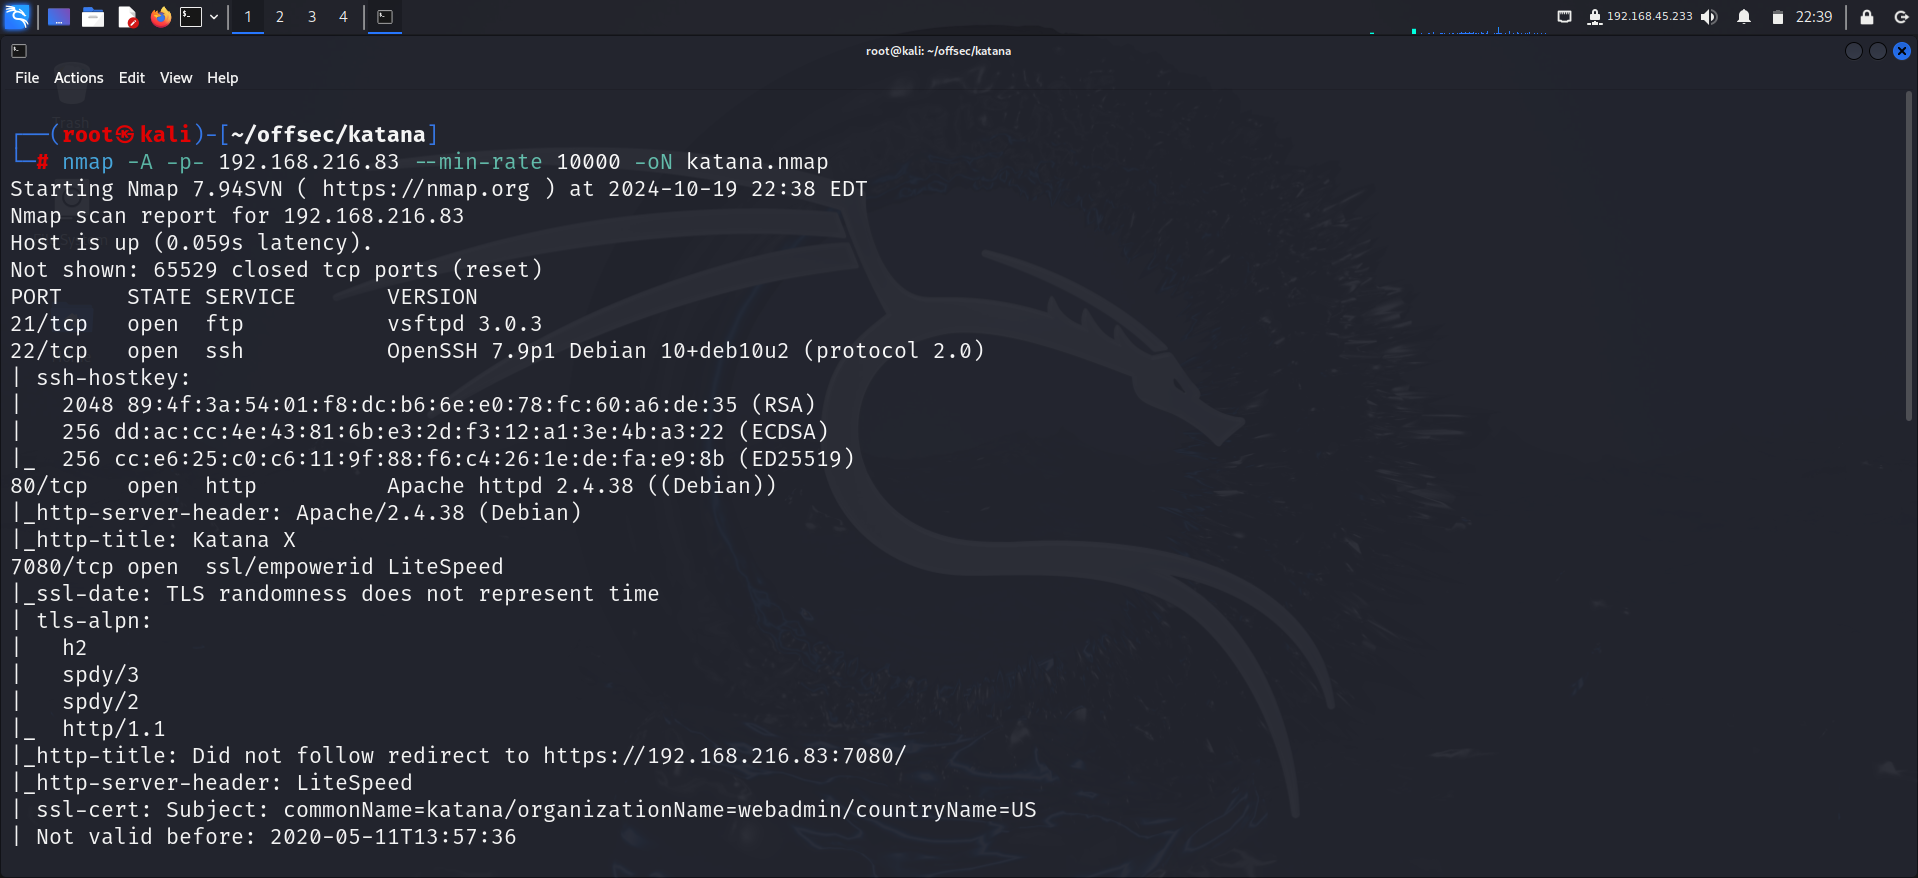 1 2 3 4 192.168.45.233 22:39
root@kali: ~/offsec/katana
File Actions Edit View Help
┌──(root㉿kali)-[~/offsec/katana]
└─# nmap -A -p- 192.168.216.83 --min-rate 10000 -oN katana.nmap
Starting Nmap 7.94SVN ( https://nmap.org ) at 2024-10-19 22:38 EDT
Nmap scan report for 192.168.216.83
Host is up (0.059s latency).
Not shown: 65529 closed tcp ports (reset)
PORT     STATE SERVICE       VERSION
21/tcp   open  ftp           vsftpd 3.0.3
22/tcp   open  ssh           OpenSSH 7.9p1 Debian 10+deb10u2 (protocol 2.0)
| ssh-hostkey:
|   2048 89:4f:3a:54:01:f8:dc:b6:6e:e0:78:fc:60:a6:de:35 (RSA)
|   256 dd:ac:cc:4e:43:81:6b:e3:2d:f3:12:a1:3e:4b:a3:22 (ECDSA)
|_  256 cc:e6:25:c0:c6:11:9f:88:f6:c4:26:1e:de:fa:e9:8b (ED25519)
80/tcp   open  http          Apache httpd 2.4.38 ((Debian))
|_http-server-header: Apache/2.4.38 (Debian)
|_http-title: Katana X
7080/tcp open  ssl/empowerid LiteSpeed
|_ssl-date: TLS randomness does not represent time
| tls-alpn:
|   h2
|   spdy/3
|   spdy/2
|_  http/1.1
|_http-title: Did not follow redirect to https://192.168.216.83:7080/
|_http-server-header: LiteSpeed
| ssl-cert: Subject: commonName=katana/organizationName=webadmin/countryName=US
| Not valid before: 2020-05-11T13:57:36